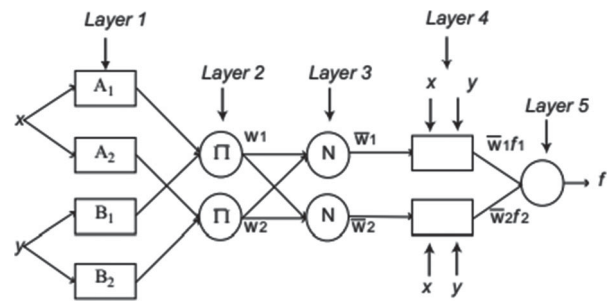 Layer 1
Layer 4
Layer 2
Layer 3
x y
A₁
Layer 5
x
w1
w̅1
w̅1f1
Π
N
A₂
f
B₁
Π
N
w2
w̅2
w̅2f2
y
B₂
x y